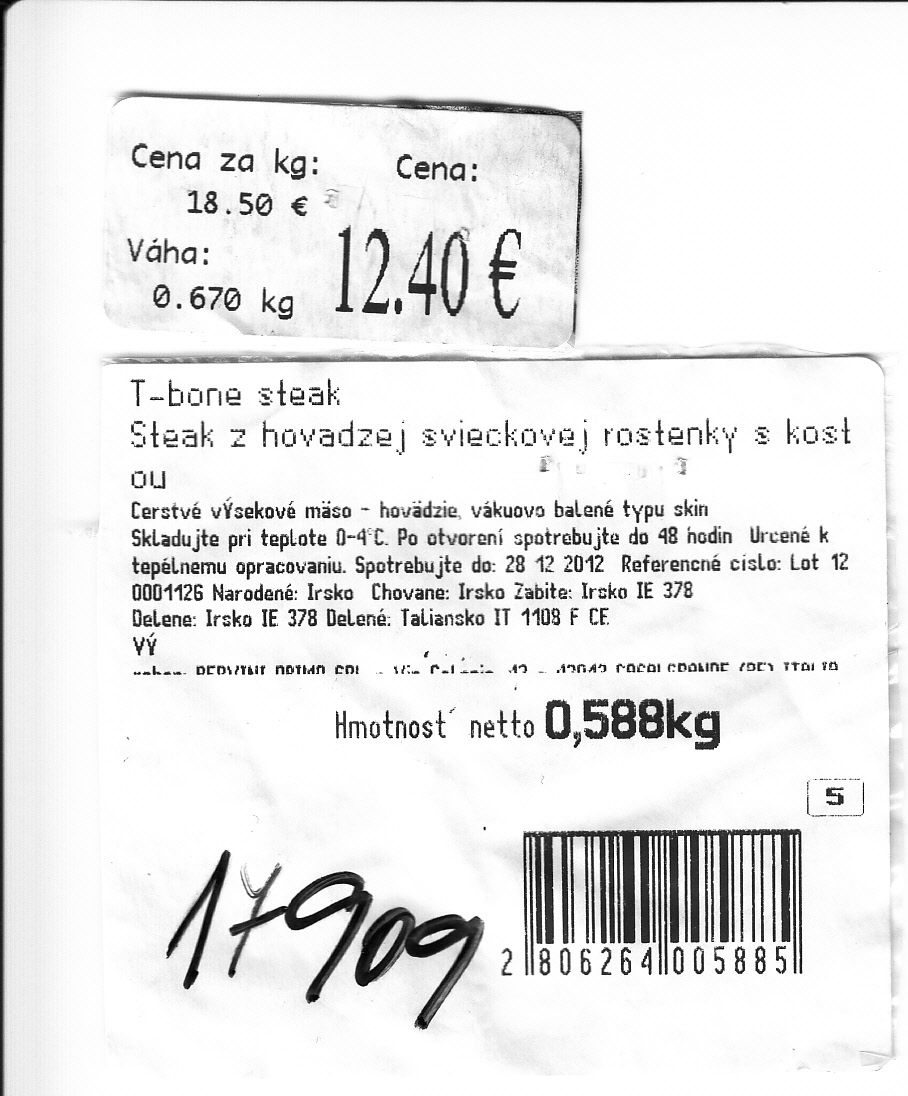 Cena za kg:
Cena:
18.50 €
12.40 €
Váha:
0.670 kg
T-bone steak
Steak z hovadzej svieckovej rostenky s kost
ou
Cerstvé vÝsekové mäso - hovädzie, vákuovo balené typu skin
Skladujte pri teplote 0-4°C. Po otvorení spotrebujte do 48 hodin Urcené k
tepélnemu opracovaniu. Spotrebujte do: 28 12 2012 Referencné cislo: Lot 12
0001126 Narodené: Irsko Chovane: Irsko Zabite: Irsko IE 378
Delene: Irsko IE 378 Delené: Taliansko IT 1108 F CE
VÝ
Hmotnosť netto 0,588kg
5
17909
2 806264 005885